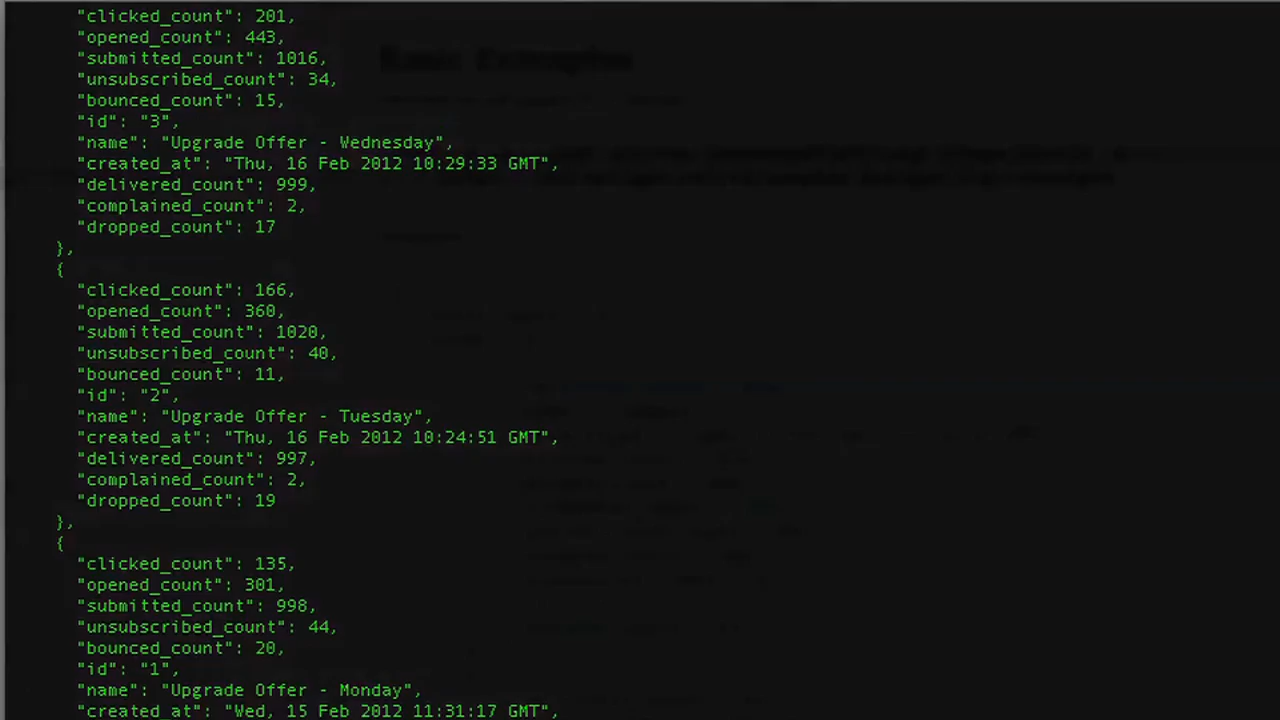 "clicked_count": 201,
"opened_count": 443,
"submitted_count": 1016,
"unsubscribed_count": 34,
"bounced_count": 15,
"id": "3",
"name": "Upgrade Offer - Wednesday",
"created_at": "Thu, 16 Feb 2012 10:29:33 GMT",
"delivered_count": 999,
"complained_count": 2,
"dropped_count": 17
},
{
"clicked_count": 166,
"opened_count": 360,
"submitted_count": 1020,
"unsubscribed_count": 40,
"bounced_count": 11,
"id": "2",
"name": "Upgrade Offer - Tuesday",
"created_at": "Thu, 16 Feb 2012 10:24:51 GMT",
"delivered_count": 997,
"complained_count": 2,
"dropped_count": 19
},
{
"clicked_count": 135,
"opened_count": 301,
"submitted_count": 998,
"unsubscribed_count": 44,
"bounced_count": 20,
"id": "1",
"name": "Upgrade Offer - Monday",
"created_at": "Wed, 15 Feb 2012 11:31:17 GMT",